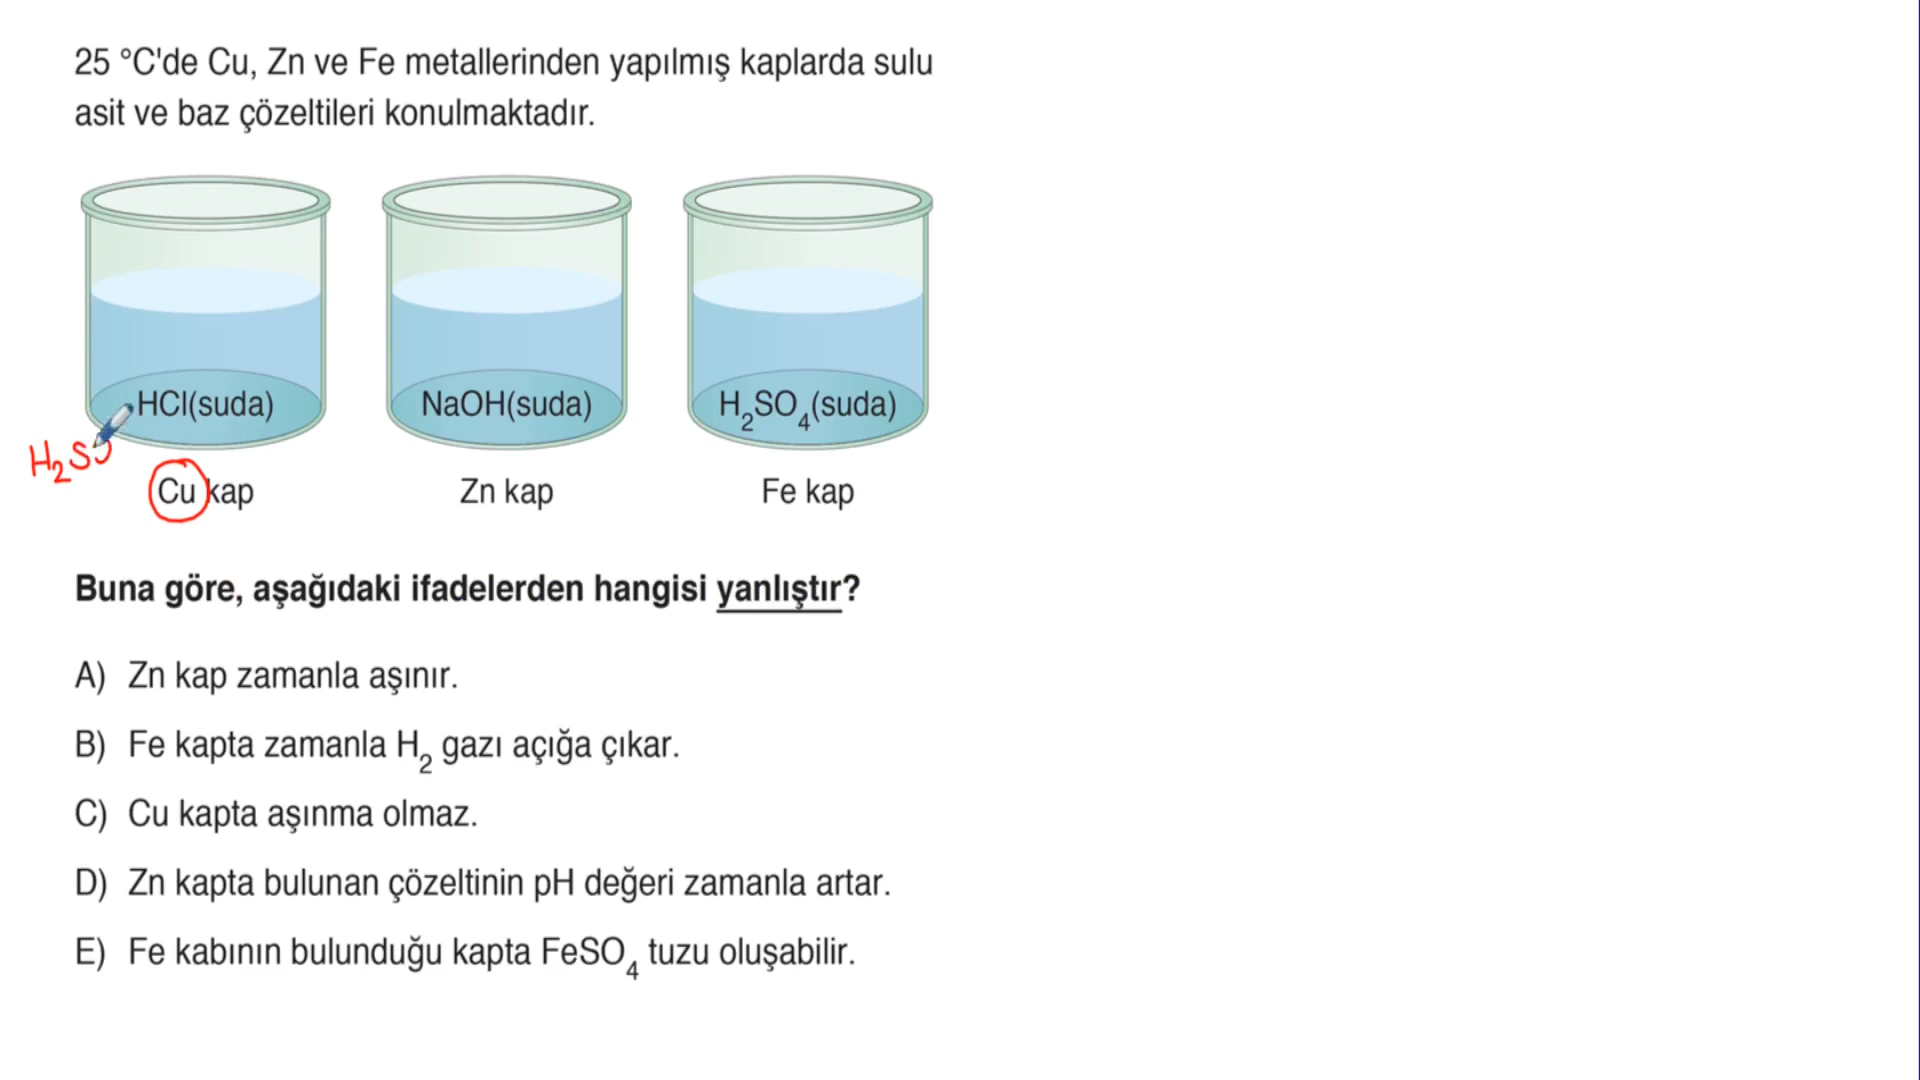 25 °C'de Cu, Zn ve Fe metallerinden yapılmış kaplarda sulu
asit ve baz çözeltileri konulmaktadır.
HCl(suda) NaOH(suda) H₂SO₄(suda)
H₂SO
Cu kap Zn kap Fe kap
Buna göre, aşağıdaki ifadelerden hangisi yanlıştır?
A) Zn kap zamanla aşınır.
B) Fe kapta zamanla H₂ gazı açığa çıkar.
C) Cu kapta aşınma olmaz.
D) Zn kapta bulunan çözeltinin pH değeri zamanla artar.
E) Fe kabının bulunduğu kapta FeSO₄ tuzu oluşabilir.